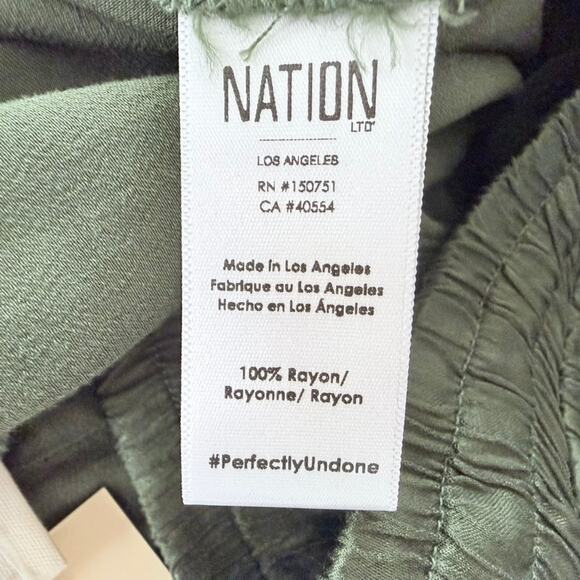 NATION
LTD
LOS ANGELES
RN #150751
CA #40554
Made in Los Angeles
Fabrique au Los Angeles
Hecho en Los Ángeles
100% Rayon/
Rayonne/ Rayon
#PerfectlyUndone